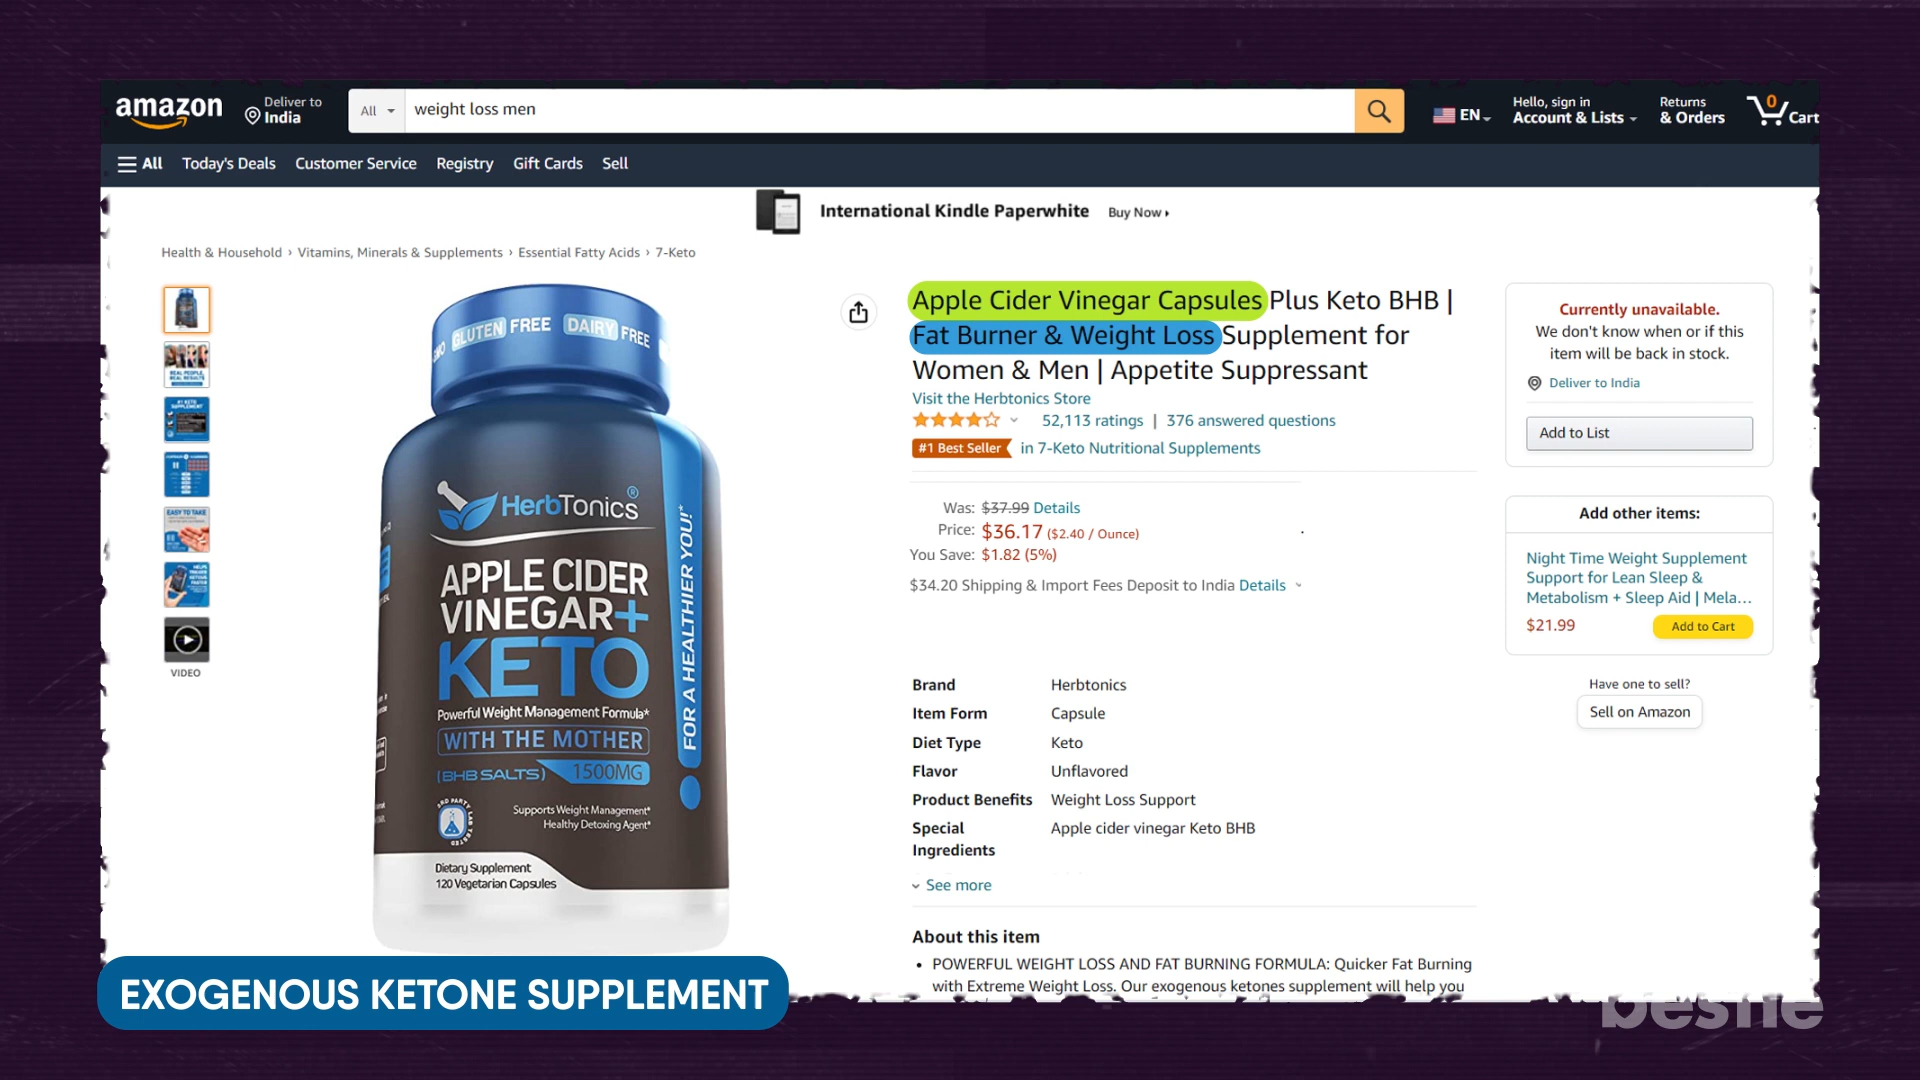 amazon
Deliver to
India
All
weight loss men
EN
Hello, sign in
Account & Lists
Returns
& Orders
0
Cart
All
Today's Deals
Customer Service
Registry
Gift Cards
Sell
International Kindle Paperwhite
Buy Now
Health & Household › Vitamins, Minerals & Supplements › Essential Fatty Acids › 7-Keto
VIDEO
GLUTEN FREE
DAIRY FREE
HerbTonics®
APPLE CIDER
VINEGAR+
KETO
Powerful Weight Management Formula*
WITH THE MOTHER
(BHB SALTS) 1500MG
3RD PARTY LAB TESTED
Supports Weight Management*
Healthy Detoxing Agent*
Dietary Supplement
120 Vegetarian Capsules
FOR A HEALTHIER YOU!*
Apple Cider Vinegar Capsules Plus Keto BHB |
Fat Burner & Weight Loss Supplement for
Women & Men | Appetite Suppressant
Visit the Herbtonics Store
52,113 ratings | 376 answered questions
#1 Best Seller in 7-Keto Nutritional Supplements
Was: $37.99 Details
Price: $36.17 ($2.40 / Ounce)
You Save: $1.82 (5%)
$34.20 Shipping & Import Fees Deposit to India Details
Brand Herbtonics
Item Form Capsule
Diet Type Keto
Flavor Unflavored
Product Benefits Weight Loss Support
Special Apple cider vinegar Keto BHB
Ingredients
See more
About this item
• POWERFUL WEIGHT LOSS AND FAT BURNING FORMULA: Quicker Fat Burning
with Extreme Weight Loss. Our exogenous ketones supplement will help you
Currently unavailable.
We don't know when or if this
item will be back in stock.
Deliver to India
Add to List
Add other items:
Night Time Weight Supplement
Support for Lean Sleep &
Metabolism + Sleep Aid | Mela…
$21.99
Add to Cart
Have one to sell?
Sell on Amazon
EXOGENOUS KETONE SUPPLEMENT
bestie